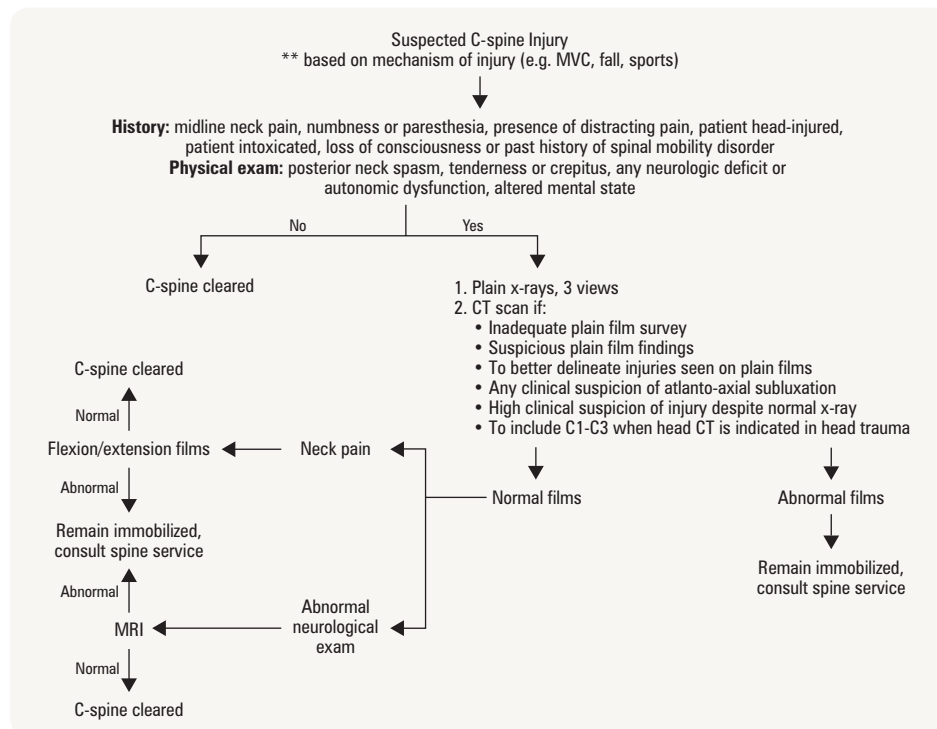 Suspected C-spine Injury
** based on mechanism of injury (e.g. MVC, fall, sports)
History: midline neck pain, numbness or paresthesia, presence of distracting pain, patient head-injured,
patient intoxicated, loss of consciousness or past history of spinal mobility disorder
Physical exam: posterior neck spasm, tenderness or crepitus, any neurologic deficit or
autonomic dysfunction, altered mental state
No
Yes
C-spine cleared
1. Plain x-rays, 3 views
2. CT scan if:
• Inadequate plain film survey
• Suspicious plain film findings
• To better delineate injuries seen on plain films
• Any clinical suspicion of atlanto-axial subluxation
• High clinical suspicion of injury despite normal x-ray
• To include C1-C3 when head CT is indicated in head trauma
C-spine cleared
Normal
Flexion/extension films
Neck pain
Abnormal
Normal films
Abnormal films
Remain immobilized,
consult spine service
Remain immobilized,
consult spine service
Abnormal
MRI
Abnormal
neurological
exam
Normal
C-spine cleared